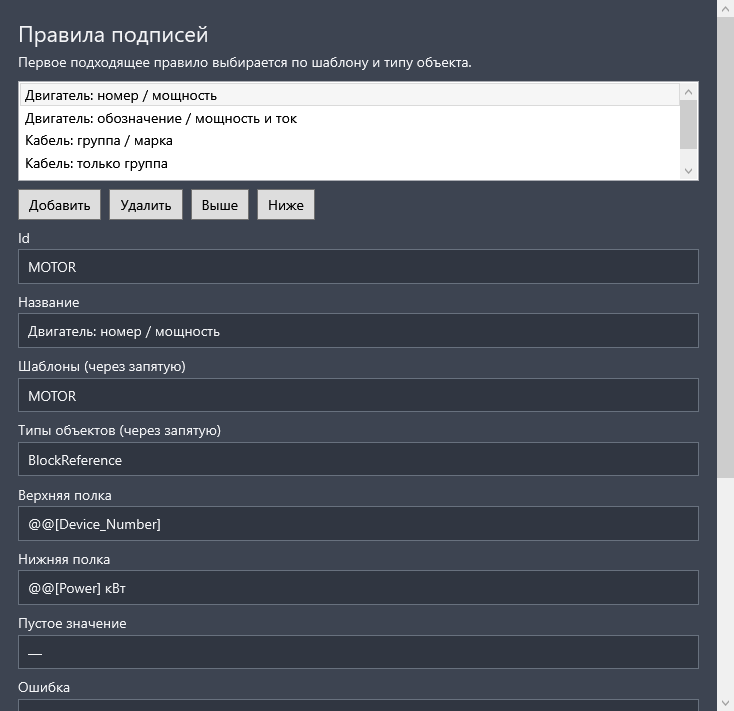 Правила подписей
Первое подходящее правило выбирается по шаблону и типу объекта.
Двигатель: номер / мощность
Двигатель: обозначение / мощность и ток
Кабель: группа / марка
Кабель: только группа
Добавить Удалить Выше Ниже
Id
MOTOR
Название
Двигатель: номер / мощность
Шаблоны (через запятую)
MOTOR
Типы объектов (через запятую)
BlockReference
Верхняя полка
@@[Device_Number]
Нижняя полка
@@[Power] кВт
Пустое значение
—
Ошибка